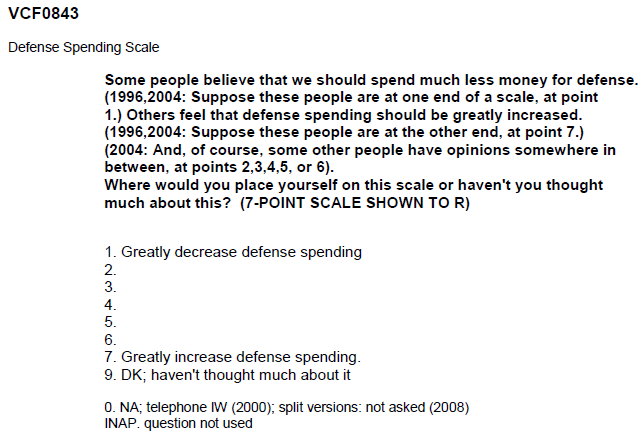 VCF0843
Defense Spending Scale
Some people believe that we should spend much less money for defense.
(1996,2004: Suppose these people are at one end of a scale, at point
1.) Others feel that defense spending should be greatly increased.
(1996,2004: Suppose these people are at the other end, at point 7.)
(2004: And, of course, some other people have opinions somewhere in
between, at points 2,3,4,5, or 6).
Where would you place yourself on this scale or haven't you thought
much about this?  (7-POINT SCALE SHOWN TO R)
1. Greatly decrease defense spending
2.
3.
4.
5.
6.
7. Greatly increase defense spending.
9. DK; haven't thought much about it
0. NA; telephone IW (2000); split versions: not asked (2008)
INAP. question not used